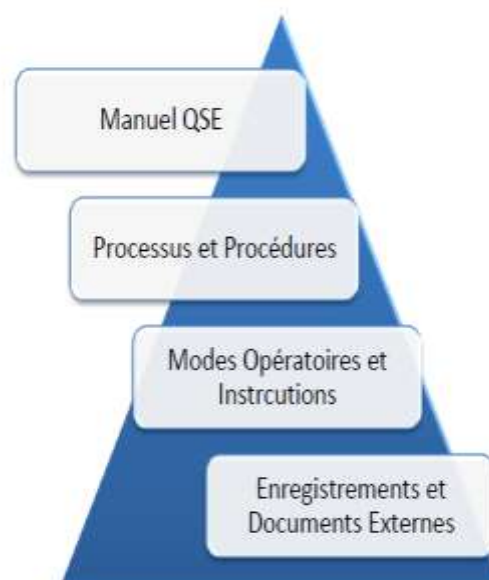 Manuel QSE
Processus et Procédures
Modes Opératoires et
Instrcutions
Enregistrements et
Documents Externes